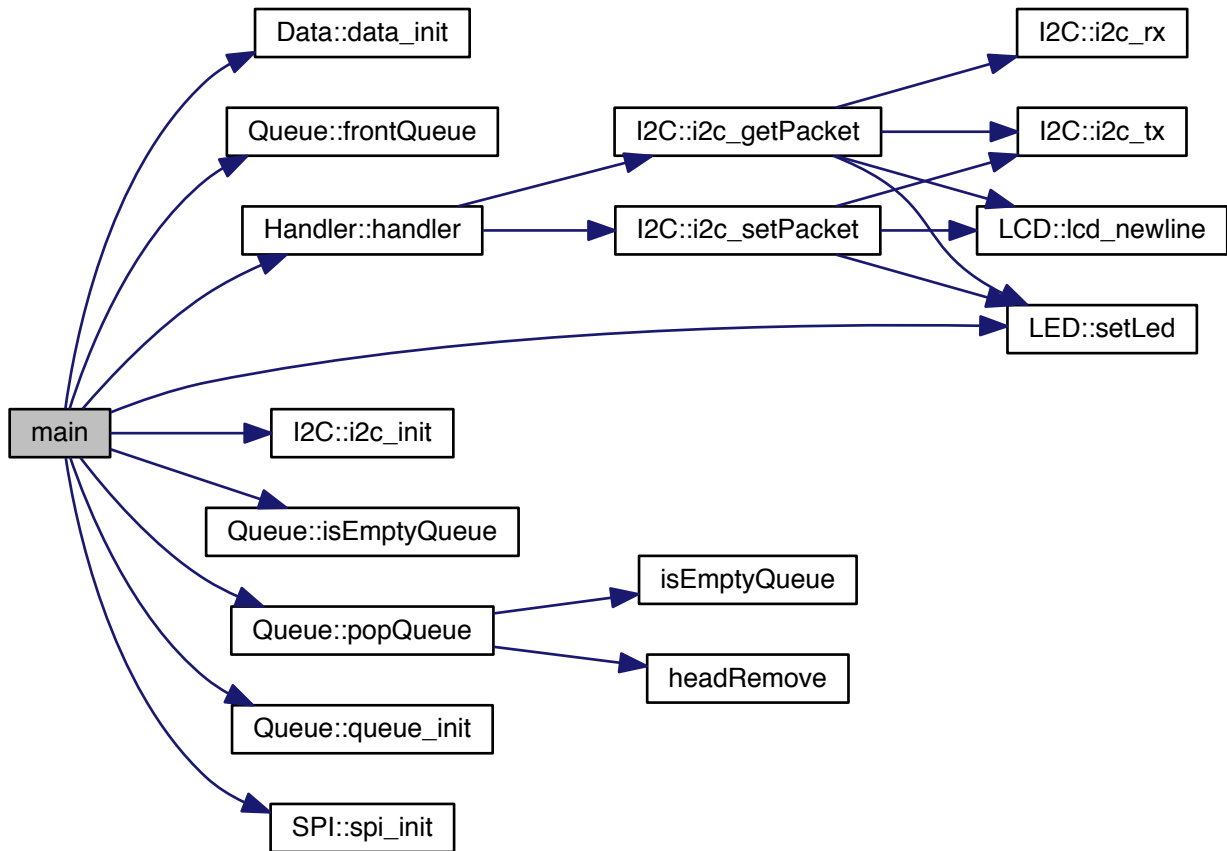 Data::data_init
I2C::i2c_rx
Queue::frontQueue
I2C::i2c_getPacket
I2C::i2c_tx
Handler::handler
I2C::i2c_setPacket
LCD::lcd_newline
LED::setLed
main
I2C::i2c_init
Queue::isEmptyQueue
isEmptyQueue
Queue::popQueue
headRemove
Queue::queue_init
SPI::spi_init